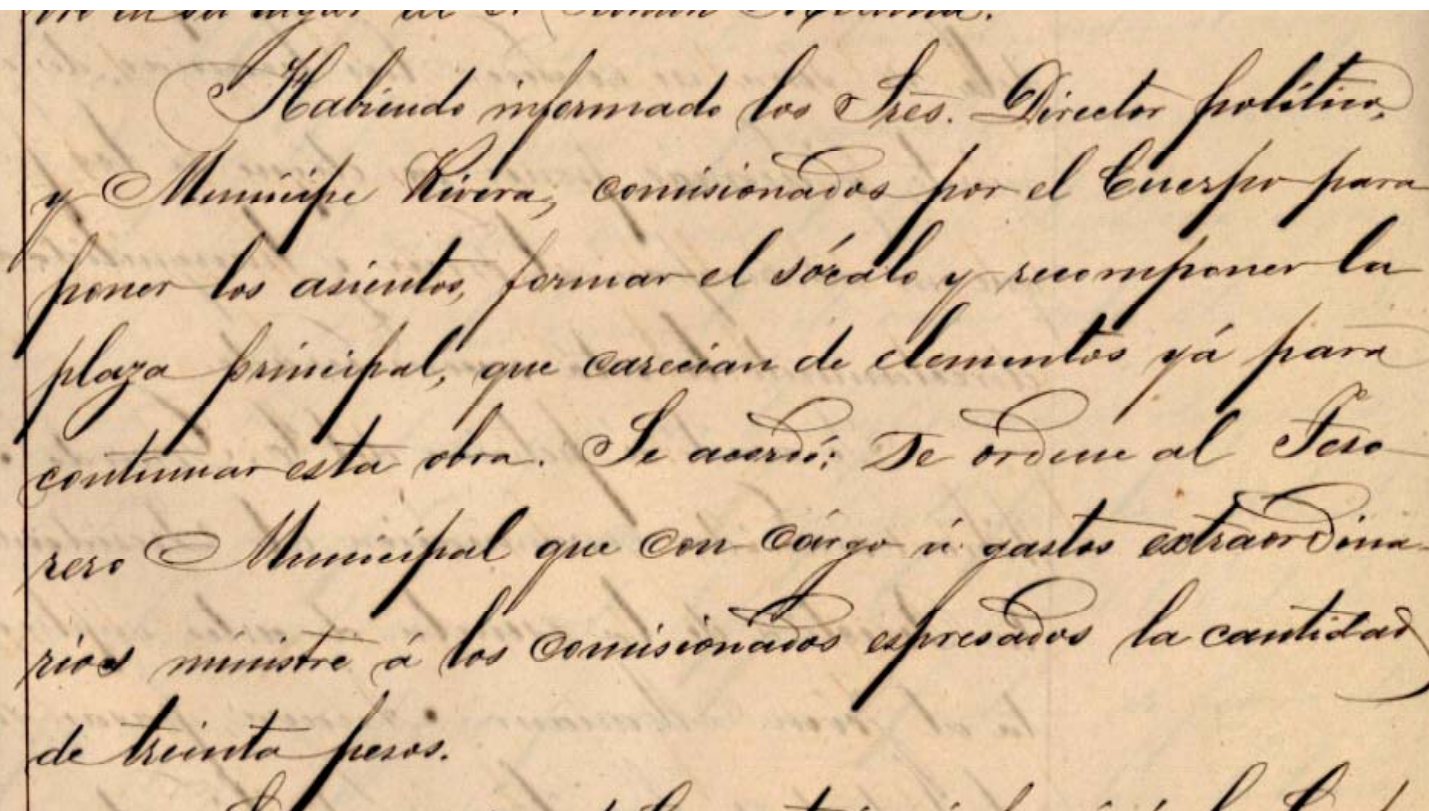 Habiendo informado los Sres. Director político,
y Munícipe Rivera, comisionados por el Cuerpo para
poner los asientos, formar el sócalo y recomponer la
plaza principal, que carecian de elementos yá para
continuar esta obra. Se acordó: Se ordene al Teso
rero Municipal que con cárgo á gastos extraordina-
rios ministre á los comisionados espresados la cantidad
de treinta pesos.